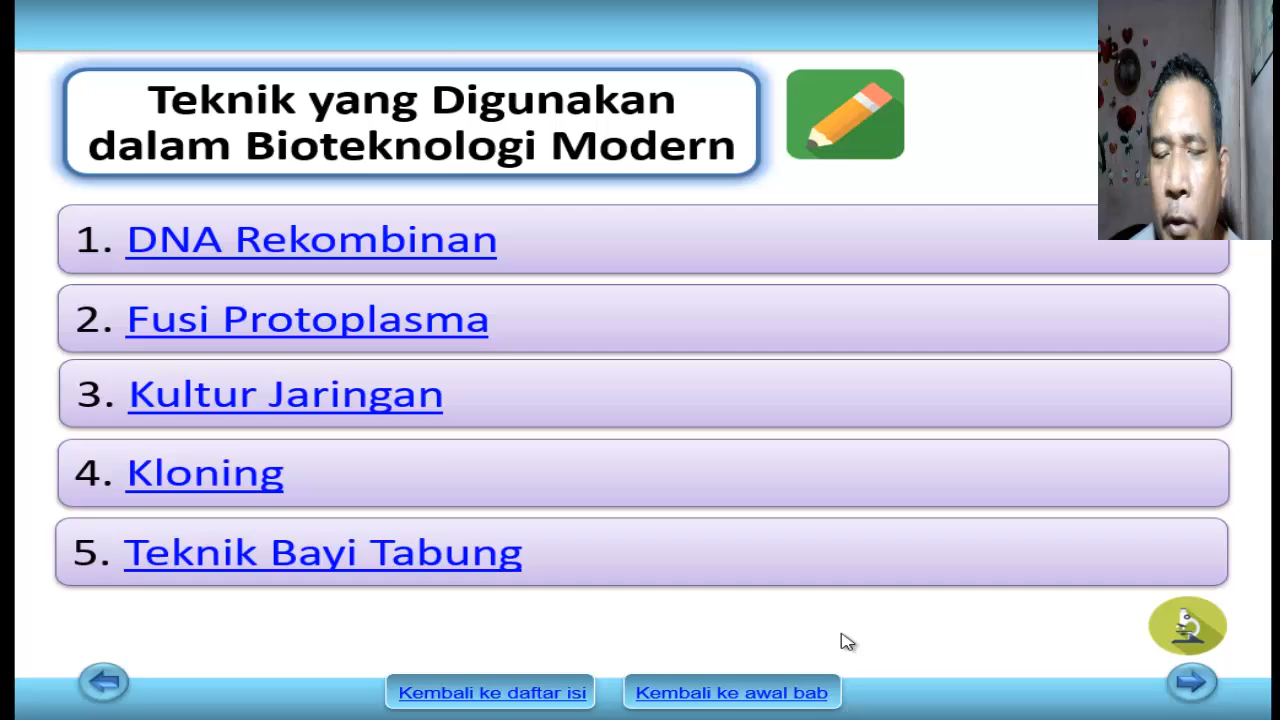 Teknik yang Digunakan
dalam Bioteknologi Modern
1. DNA Rekombinan
2. Fusi Protoplasma
3. Kultur Jaringan
4. Kloning
5. Teknik Bayi Tabung
Kembali ke daftar isi
Kembali ke awal bab